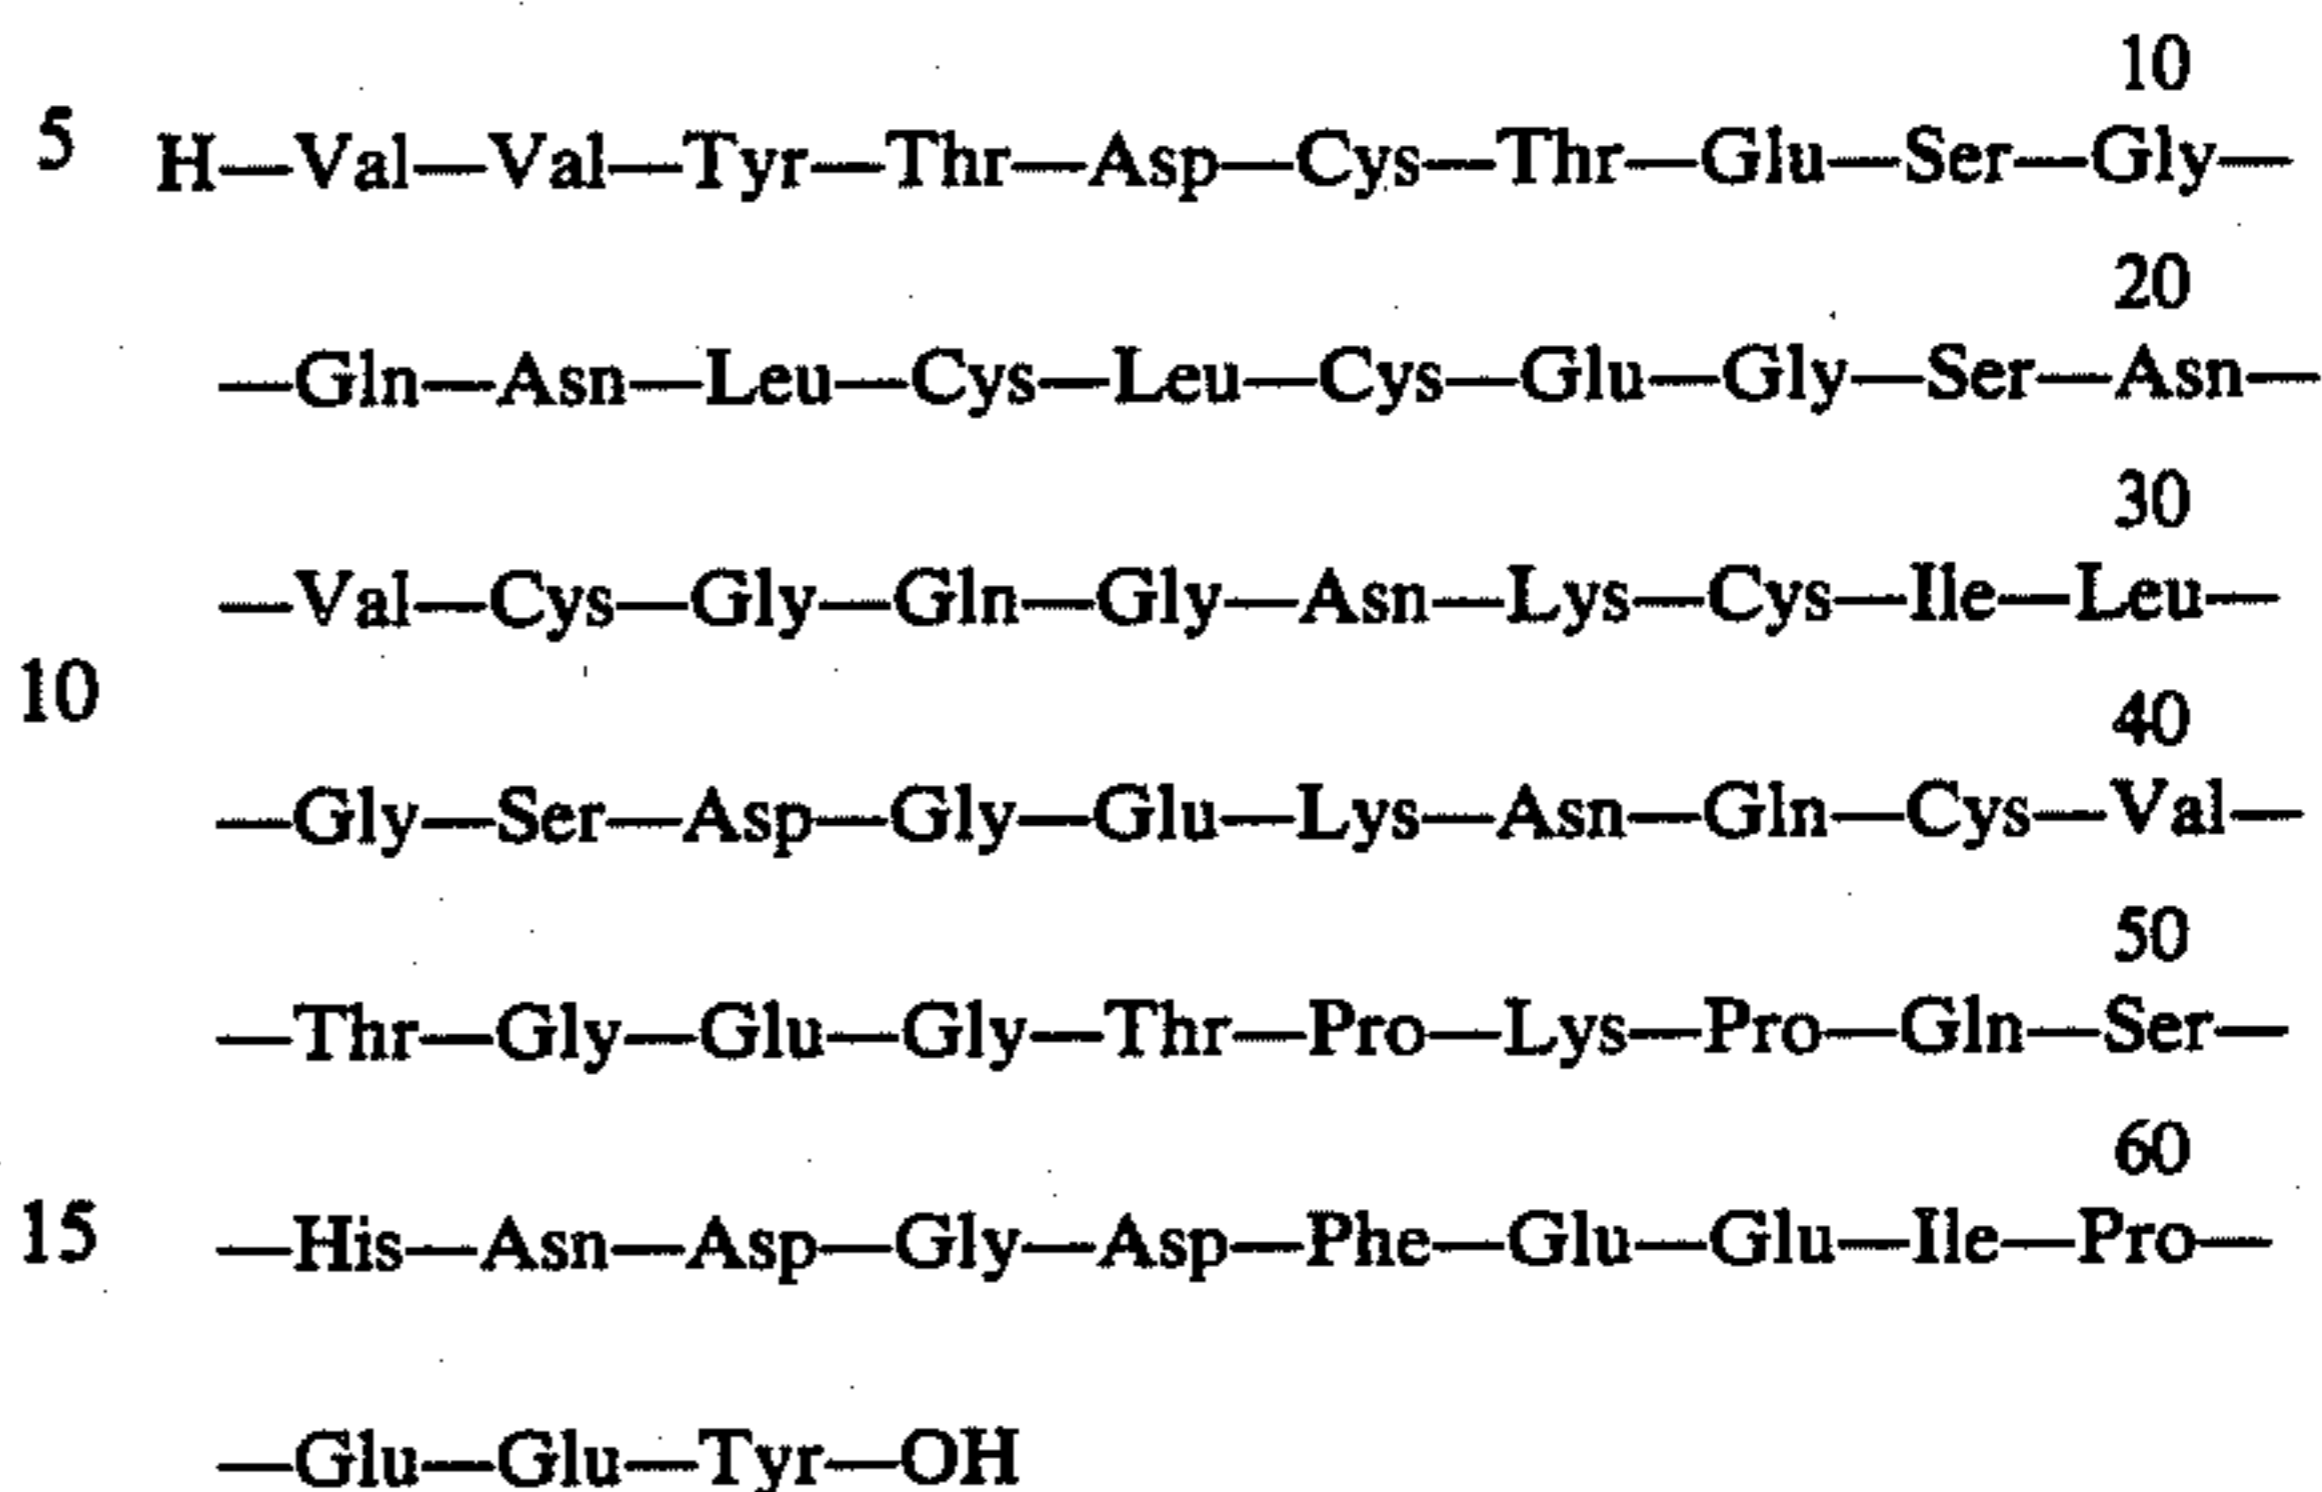 10
5 H—Val—Val—Tyr—Thr—Asp—Cys—Thr—Glu—Ser—Gly—
20
—Gln—Asn—Leu—Cys—Leu—Cys—Glu—Gly—Ser—Asn—
30
—Val—Cys—Gly—Gln—Gly—Asn—Lys—Cys—Ile—Leu—
10
40
—Gly—Ser—Asp—Gly—Glu—Lys—Asn—Gln—Cys—Val—
50
—Thr—Gly—Glu—Gly—Thr—Pro—Lys—Pro—Gln—Ser—
60
15 —His—Asn—Asp—Gly—Asp—Phe—Glu—Glu—Ile—Pro—
—Glu—Glu—Tyr—OH